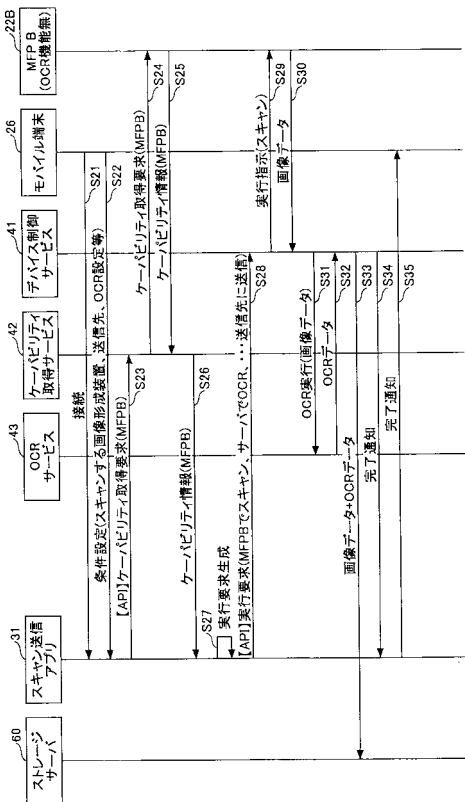 60
ストレージ
サーバ
31
スキャン送信
アプリ
43
OCR
サービス
42
ケーパビリティ
取得サービス
41
デバイス制御
サービス
26
モバイル端末
22B
MFP B
(OCR機能無)
接続
S21
条件設定(スキャンする画像形成装置、送信先、OCR設定等)
S22
【API】ケーパビリティ取得要求(MFPB)
S23
ケーパビリティ取得要求(MFPB)
S24
ケーパビリティ情報(MFPB)
S25
ケーパビリティ情報(MFPB)
S26
S27
実行要求生成
【API】実行要求(MFPBでスキャン、サーバでOCR、・・・送信先に送信)
S28
実行指示(スキャン)
S29
画像データ
S30
OCR実行(画像データ)
S31
OCRデータ
S32
画像データ+OCRデータ
S33
完了通知
S34
完了通知
S35